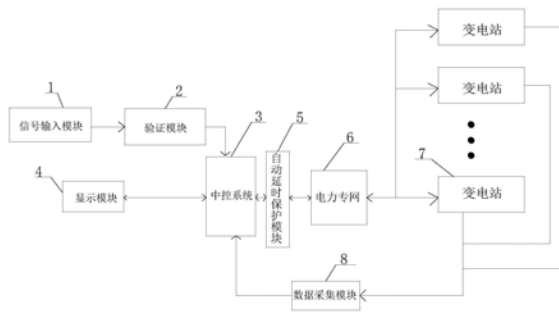 变电站
变电站
1
2
3
5
6
7
信号输入模块
验证模块
4
显示模块
中控系统
自动延时保护模块
电力专网
变电站
8
数据采集模块